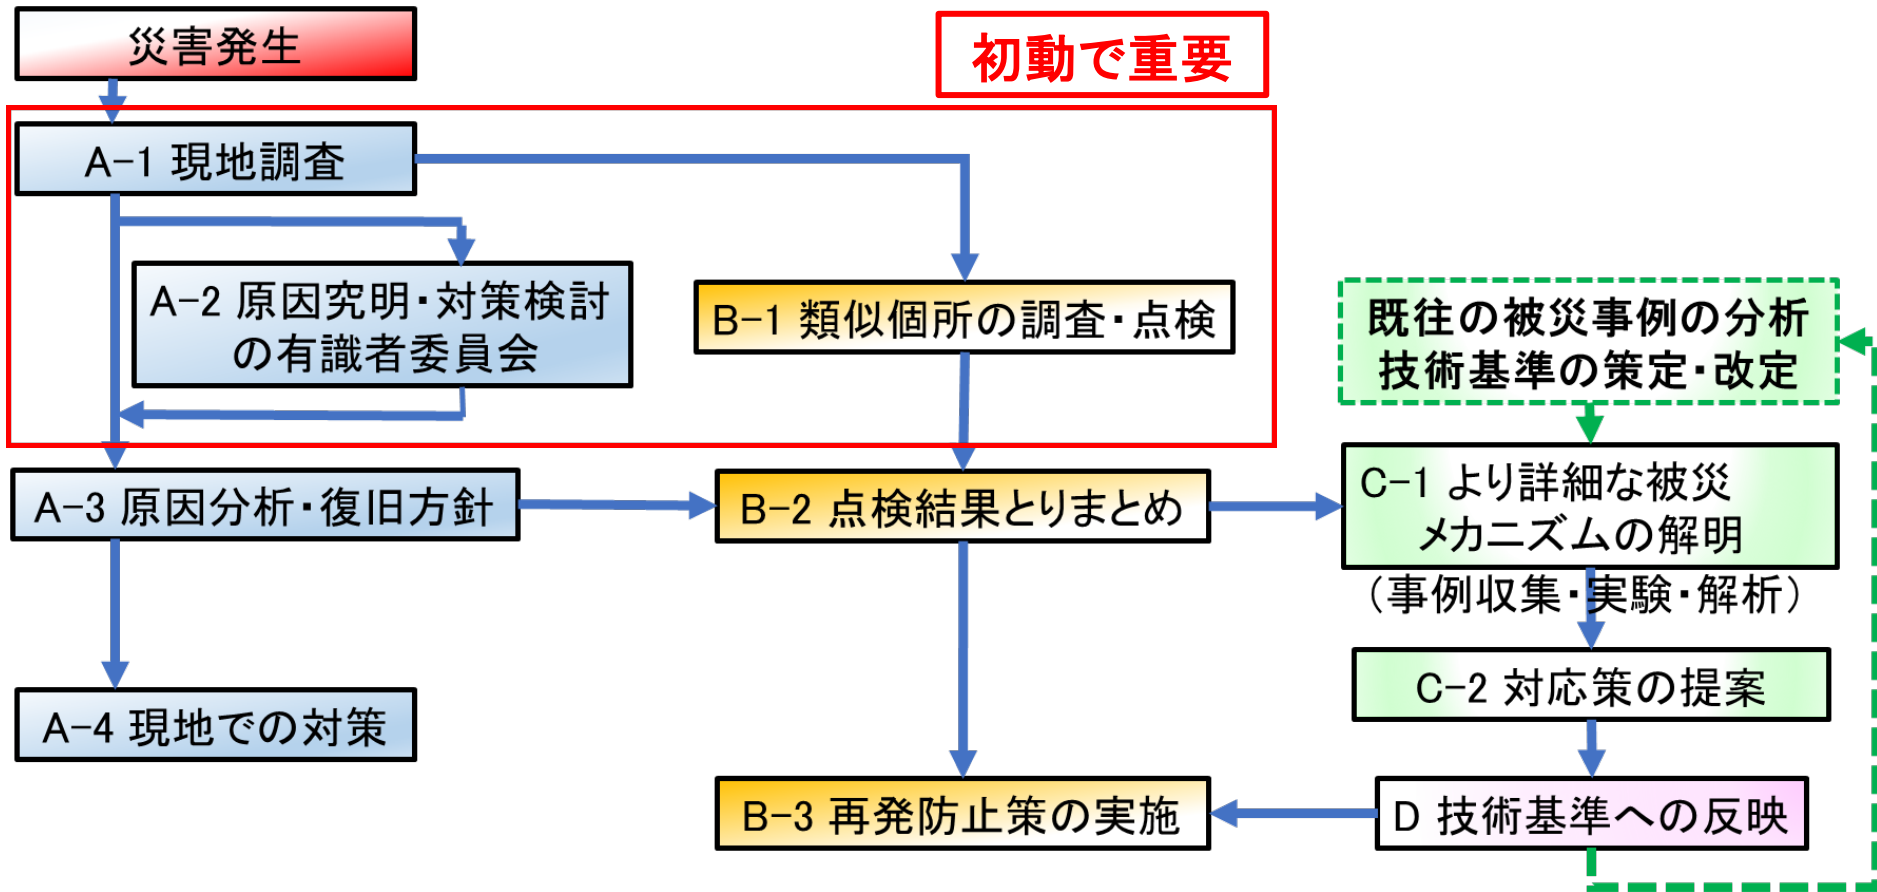 災害発生
初動で重要
A-1 現地調査
A-2 原因究明・対策検討
の有識者委員会
B-1 類似個所の調査・点検
既往の被災事例の分析
技術基準の策定・改定
A-3 原因分析・復旧方針
B-2 点検結果とりまとめ
C-1 より詳細な被災
メカニズムの解明
（事例収集・実験・解析）
C-2 対応策の提案
A-4 現地での対策
B-3 再発防止策の実施
D 技術基準への反映